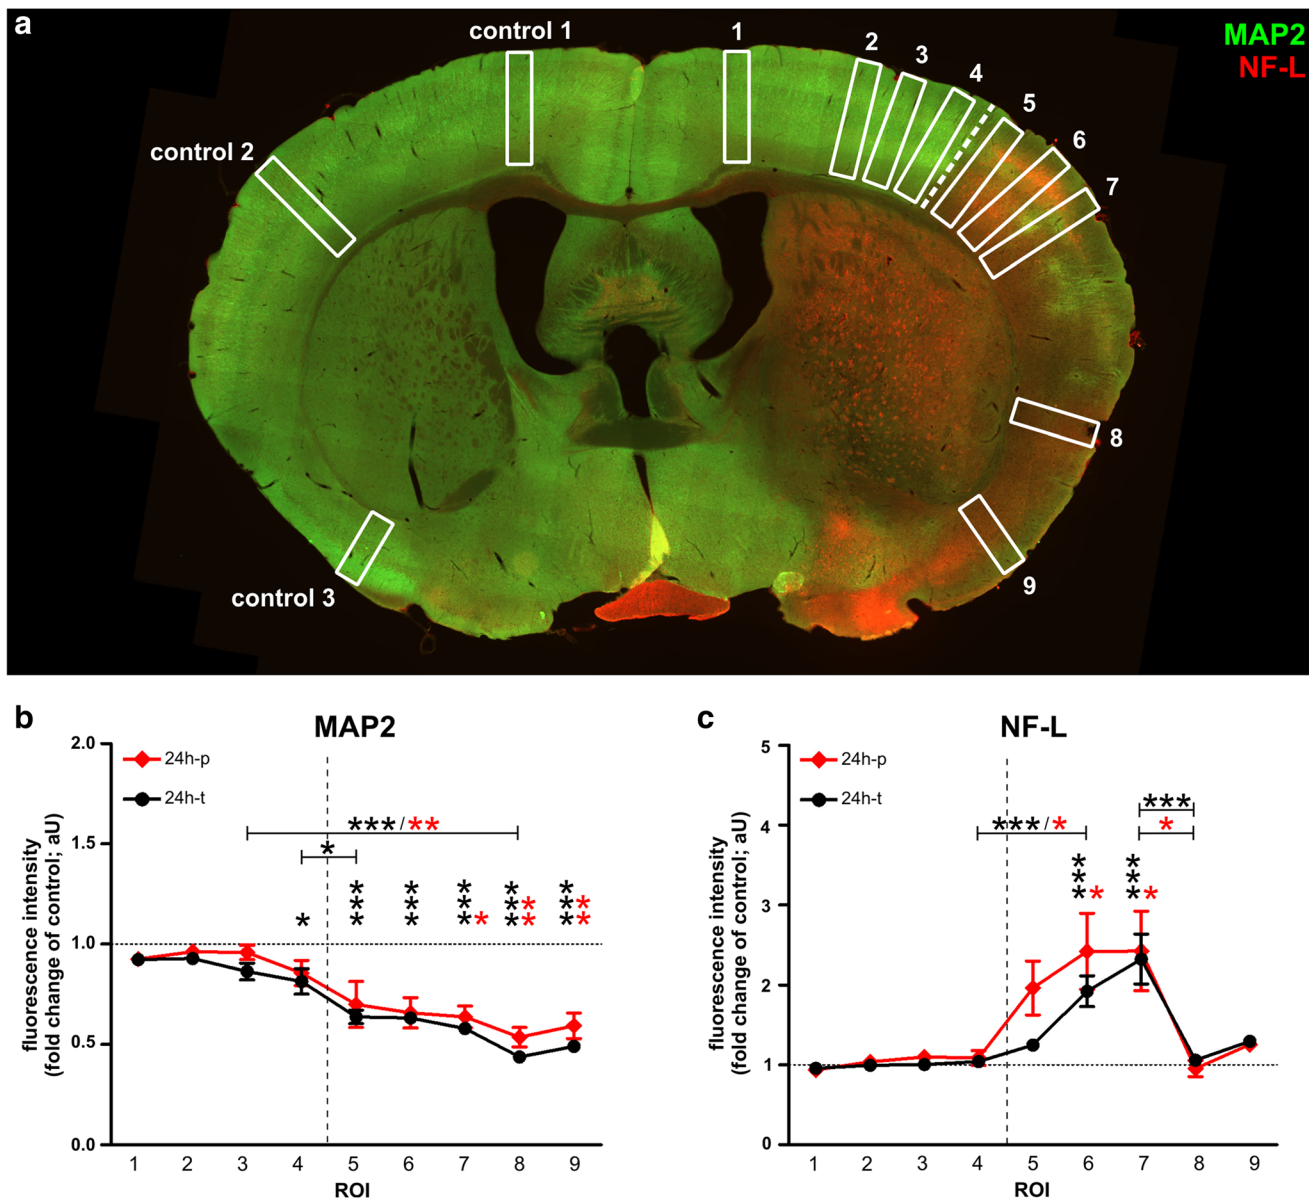 a
MAP2
NF-L
control 1
1
2
3
4
5
6
7
control 2
8
control 3
9
b
MAP2
2.0
1.5
1.0
0.5
0.0
fluorescence intensity
(fold change of control; aU)
24h-p
24h-t
***/**
*
*
***
***
*** *
*** **
*** **
1 2 3 4 5 6 7 8 9
ROI
c
NF-L
5
4
3
2
1
0
fluorescence intensity
(fold change of control; aU)
24h-p
24h-t
***/*
***
*
*** *
*** *
1 2 3 4 5 6 7 8 9
ROI